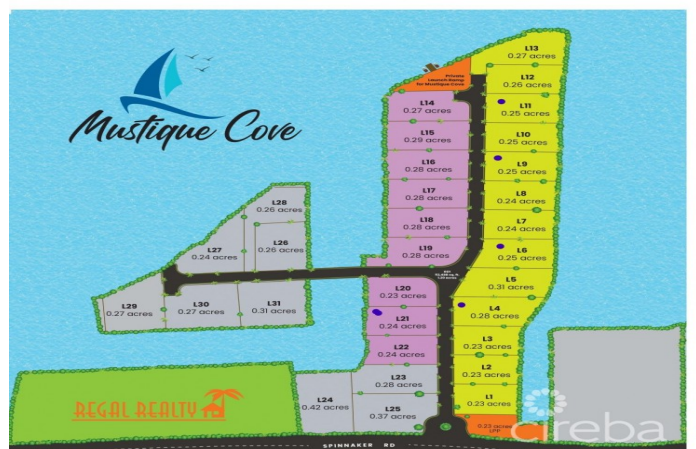 Mustique Cove
Private
Launch Ramp
for Mustique Cove
L13
0.27 acres
L12
0.26 acres
L11
0.25 acres
L10
0.25 acres
L9
0.25 acres
L8
0.24 acres
L7
0.24 acres
L6
0.25 acres
L5
0.31 acres
L4
0.28 acres
L3
0.23 acres
L2
0.23 acres
L1
0.23 acres
0.23 acres
LPP
L14
0.27 acres
L15
0.29 acres
L16
0.28 acres
L17
0.28 acres
L18
0.28 acres
L19
0.28 acres
L20
0.23 acres
L21
0.24 acres
L22
0.24 acres
L23
0.28 acres
L24
0.42 acres
L25
0.37 acres
L28
0.26 acres
L26
0.26 acres
L27
0.24 acres
L29
0.27 acres
L30
0.27 acres
L31
0.31 acres
REGAL REALTY
SPINNAKER RD
cireba